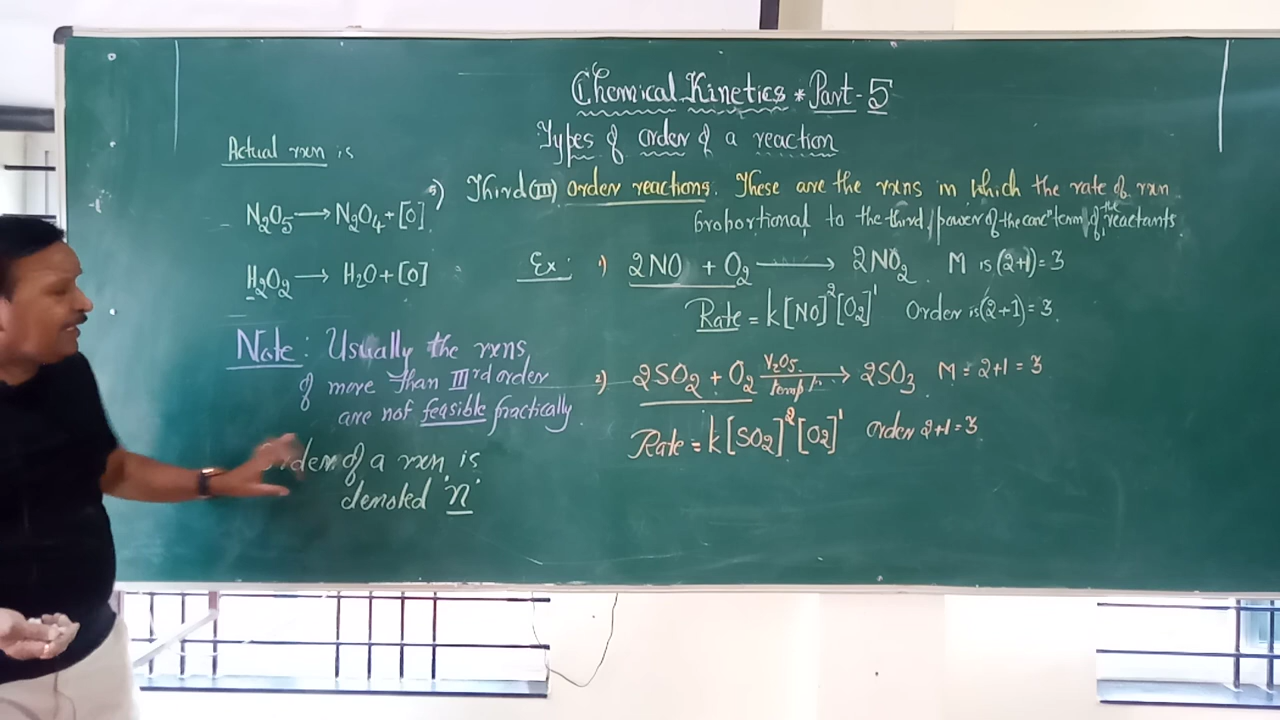 Chemical Kinetics * Part - 5
Types of order of a reaction
Actual rxn is
N₂O₅ ⟶ N₂O₄ + [O]
H₂O₂ ⟶ H₂O + [O]
Note: Usually the rxns
of more than IIIrd order
are not feasible practically.
Order of a rxn is
denoted 'n'
5) Third (III) order reactions. These are the rxns in which the rate of rxn
proportional to the third power of the concⁿ term of the reactants.
Ex: 1) 2NO + O₂ ⟶ 2NO₂ M is (2+1) = 3
Rate = k[NO]²[O₂]¹ Order is (2+1) = 3.
2) 2SO₂ + O₂ V₂O₅ temp ⟶ 2SO₃ M = 2+1 = 3
Rate = k[SO₂]²[O₂]¹ Order 2+1 = 3